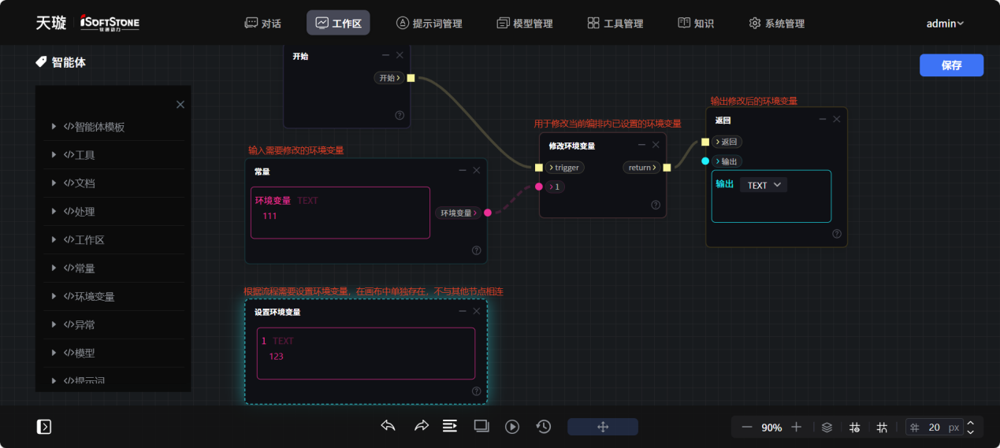 天璇 iSOFTSTONE 软通动力
对话
工作区
提示词管理
模型管理
工具管理
知识
系统管理
admin
智能体
保存
智能体模板
工具
文档
处理
工作区
常量
环境变量
异常
模型
提示词
开始
开始
输入需要修改的环境变量
常量
环境变量 TEXT
111
环境变量
根据流程需要设置环境变量，在画布中单独存在，不与其他节点相连
设置环境变量
1 TEXT
123
用于修改当前编排内已设置的环境变量
修改环境变量
trigger
return
1
输出修改后的环境变量
返回
返回
输出
输出 TEXT
90%
20 px